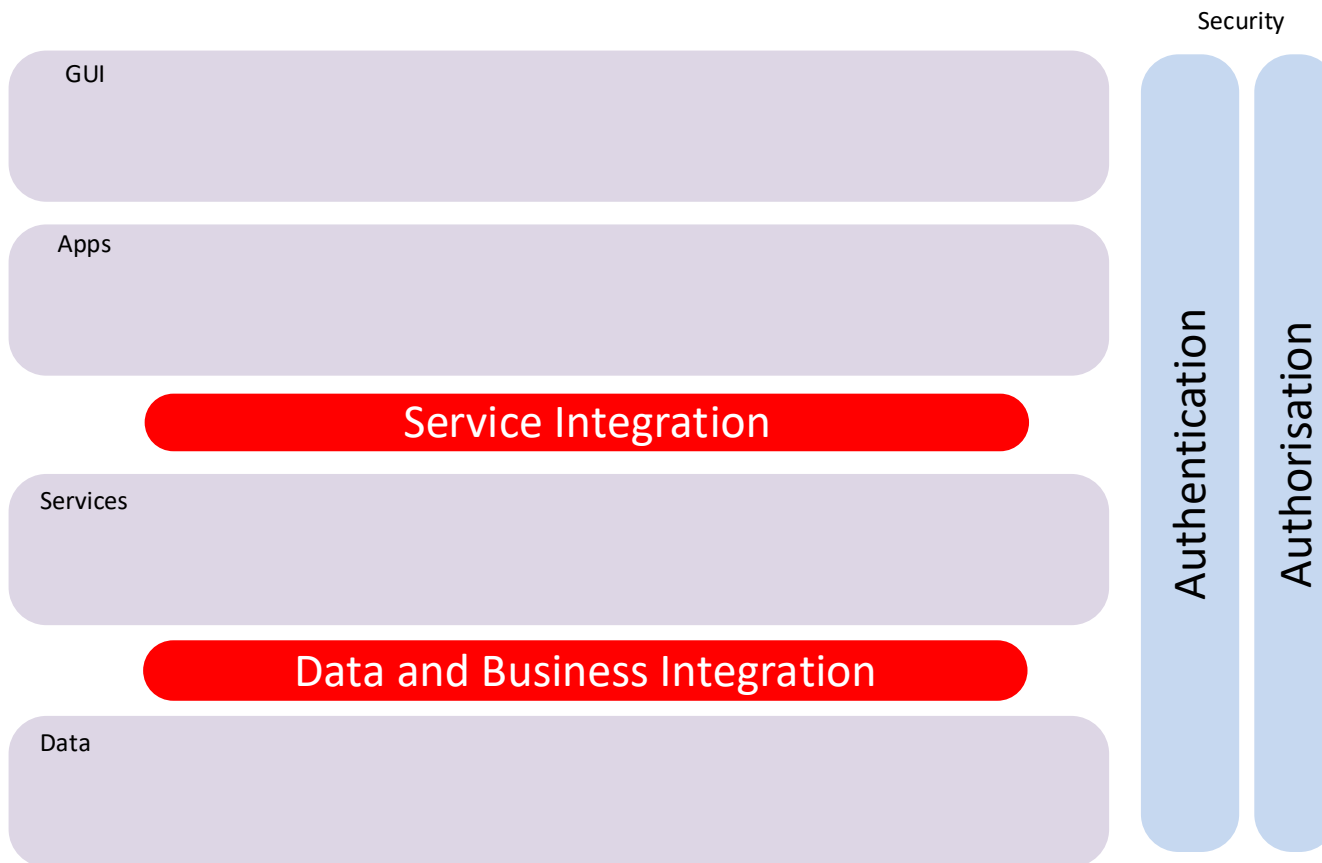 Security
GUI
Apps
Service Integration
Services
Data and Business Integration
Data
Authentication
Authorisation